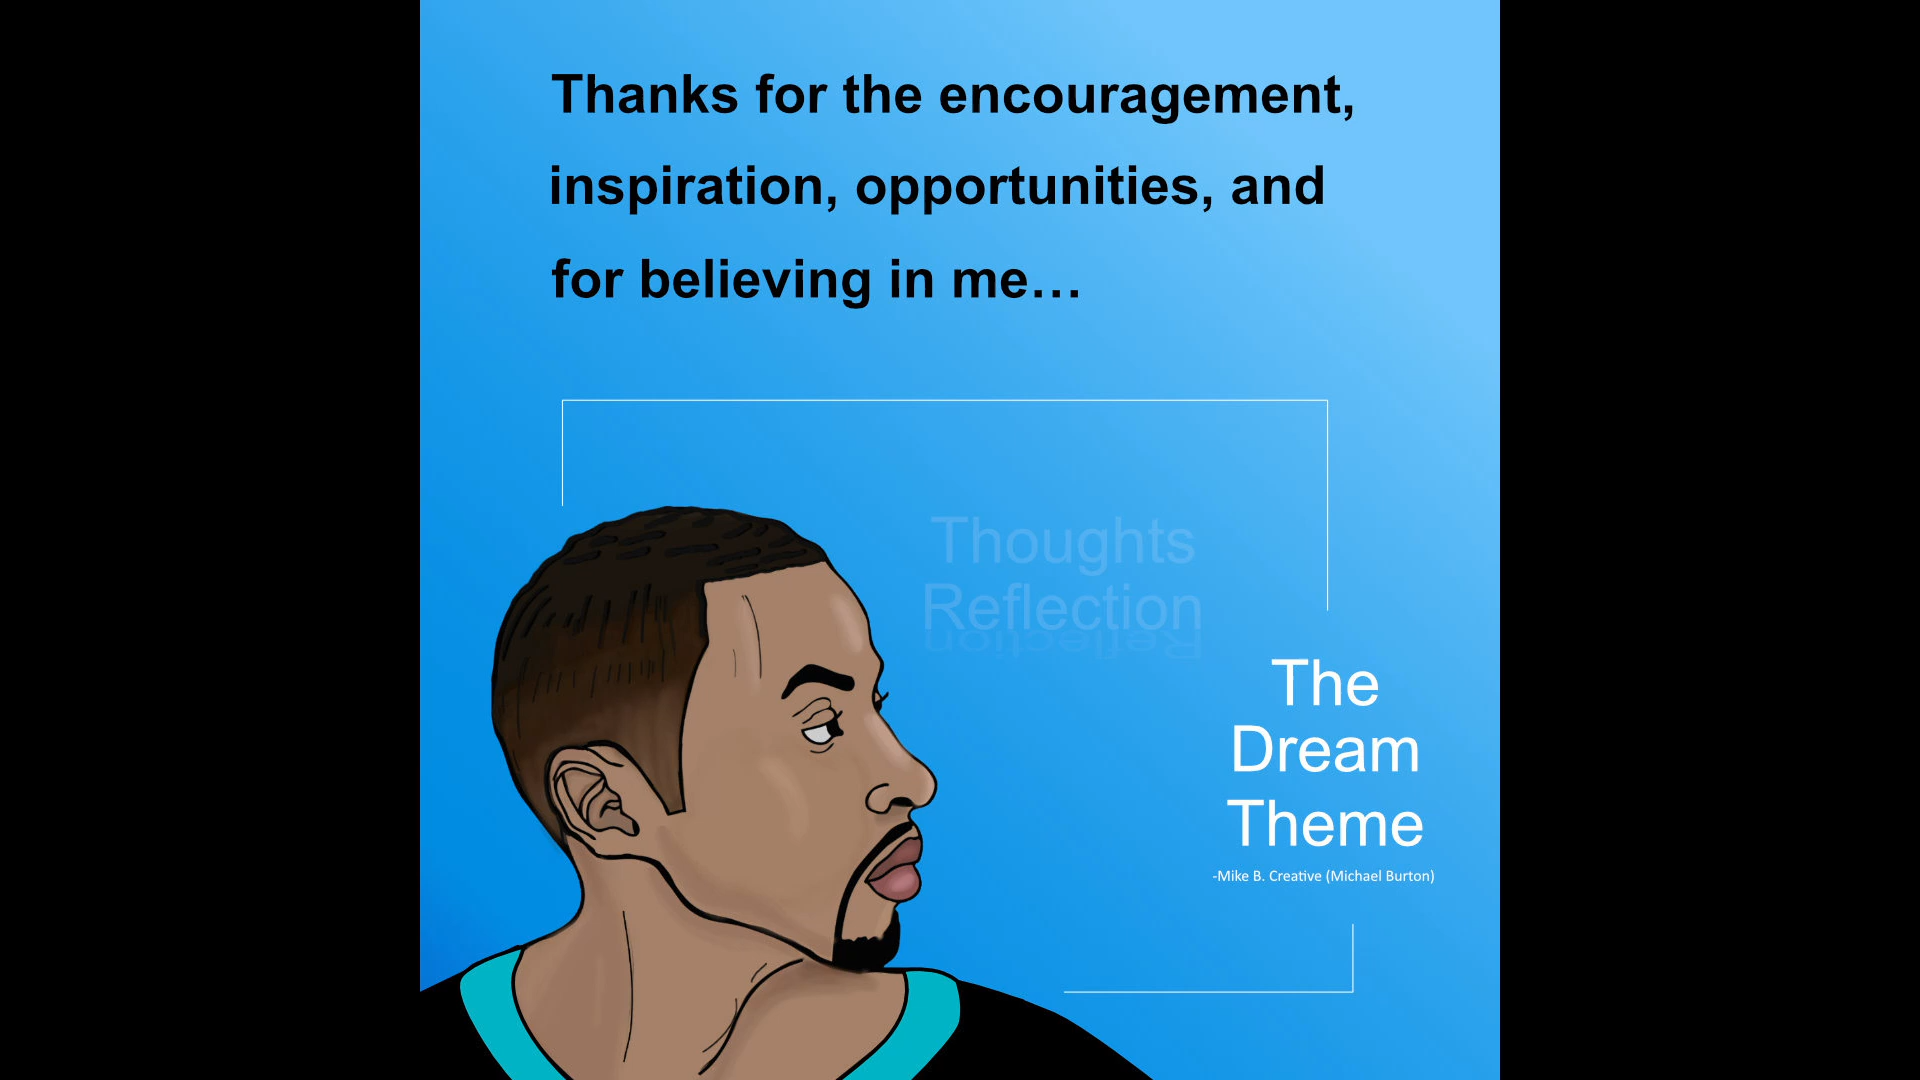 Thanks for the encouragement,
inspiration, opportunities, and
for believing in me…
Thoughts
Reflection
Reflection
The
Dream
Theme
-Mike B. Creative (Michael Burton)